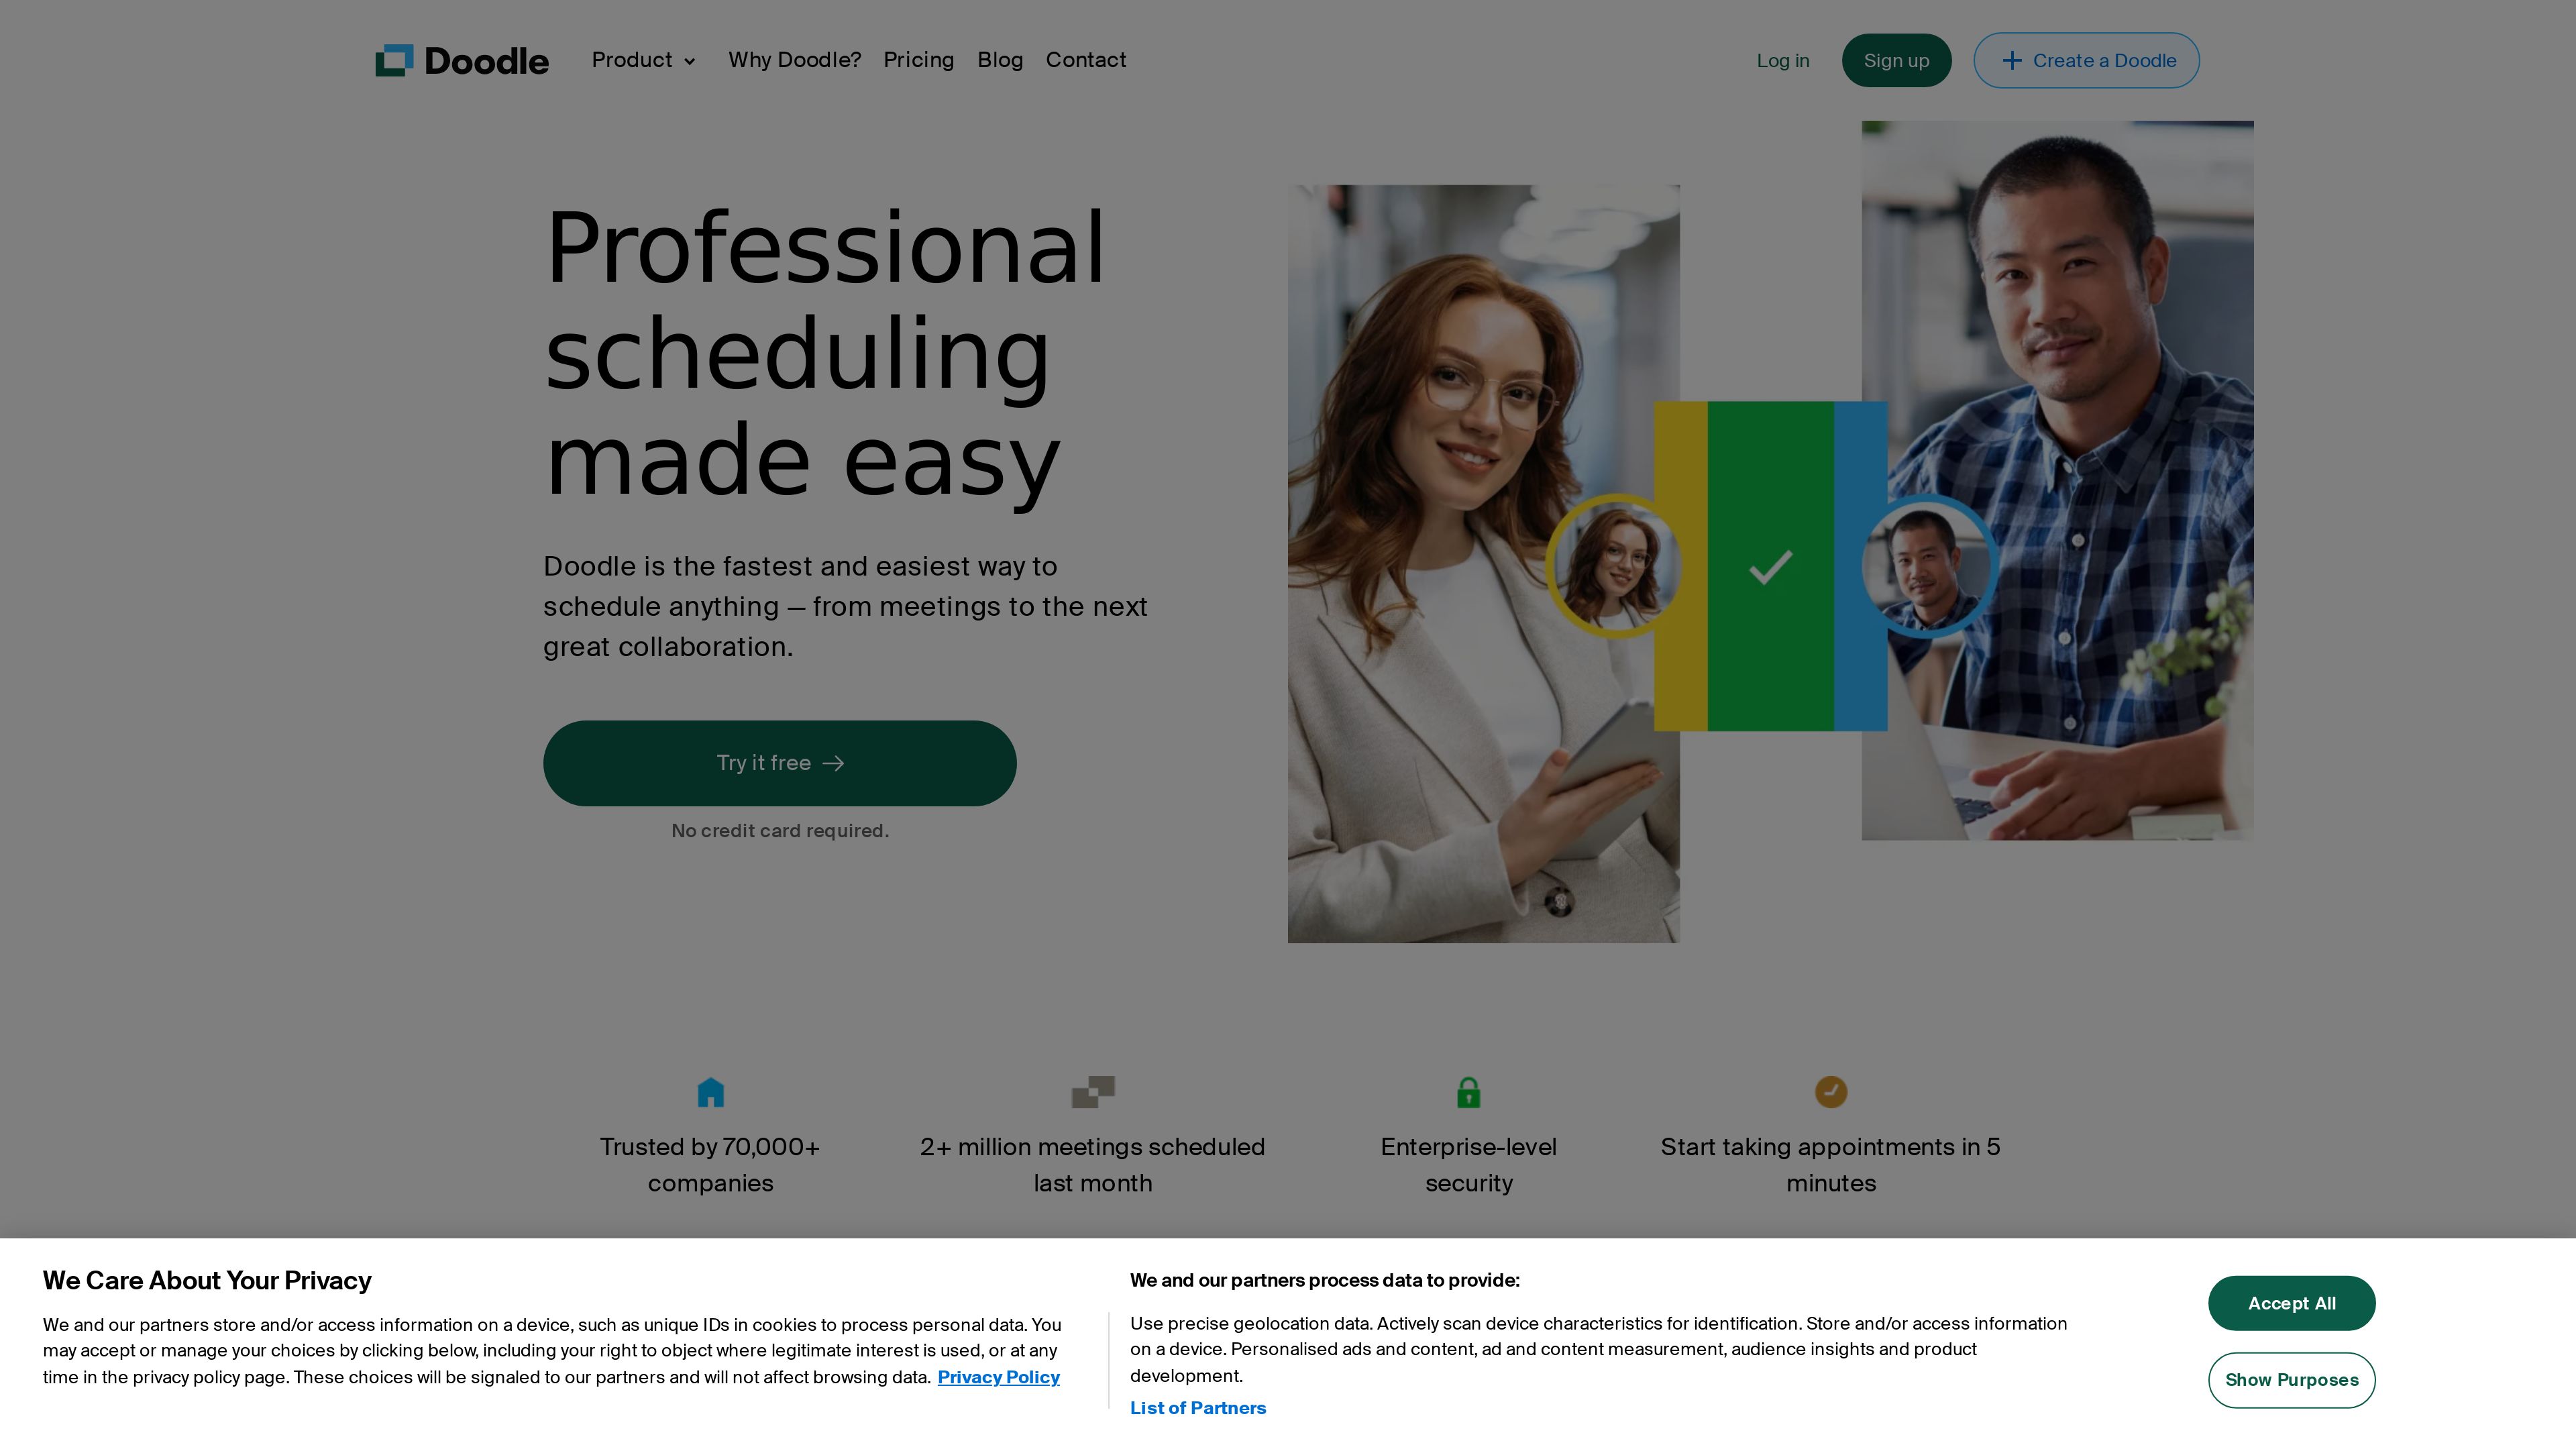 Doodle
Product
Why Doodle?
Pricing
Blog
Contact
Log in
Sign up
Create a Doodle
Professional
scheduling
made easy
Doodle is the fastest and easiest way to
schedule anything — from meetings to the next
great collaboration.
Try it free
No credit card required.
Trusted by 70,000+
companies
2+ million meetings scheduled
last month
Enterprise-level
security
Start taking appointments in 5
minutes
We Care About Your Privacy
We and our partners store and/or access information on a device, such as unique IDs in cookies to process personal data. You
may accept or manage your choices by clicking below, including your right to object where legitimate interest is used, or at any
time in the privacy policy page. These choices will be signaled to our partners and will not affect browsing data. Privacy Policy
We and our partners process data to provide:
Use precise geolocation data. Actively scan device characteristics for identification. Store and/or access information
on a device. Personalised ads and content, ad and content measurement, audience insights and product
development.
List of Partners
Accept All
Show Purposes